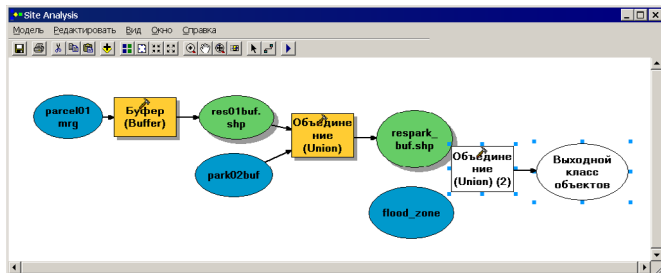 Site Analysis
Модель Редактировать Вид Окно Справка
parcel01
mrg
Буфер
(Buffer)
res01buf.
shp
Объедине
ние
(Union)
park02buf
respark_
buf.shp
Объедине
ние
(Union) (2)
flood_zone
Выходной
класс
объектов